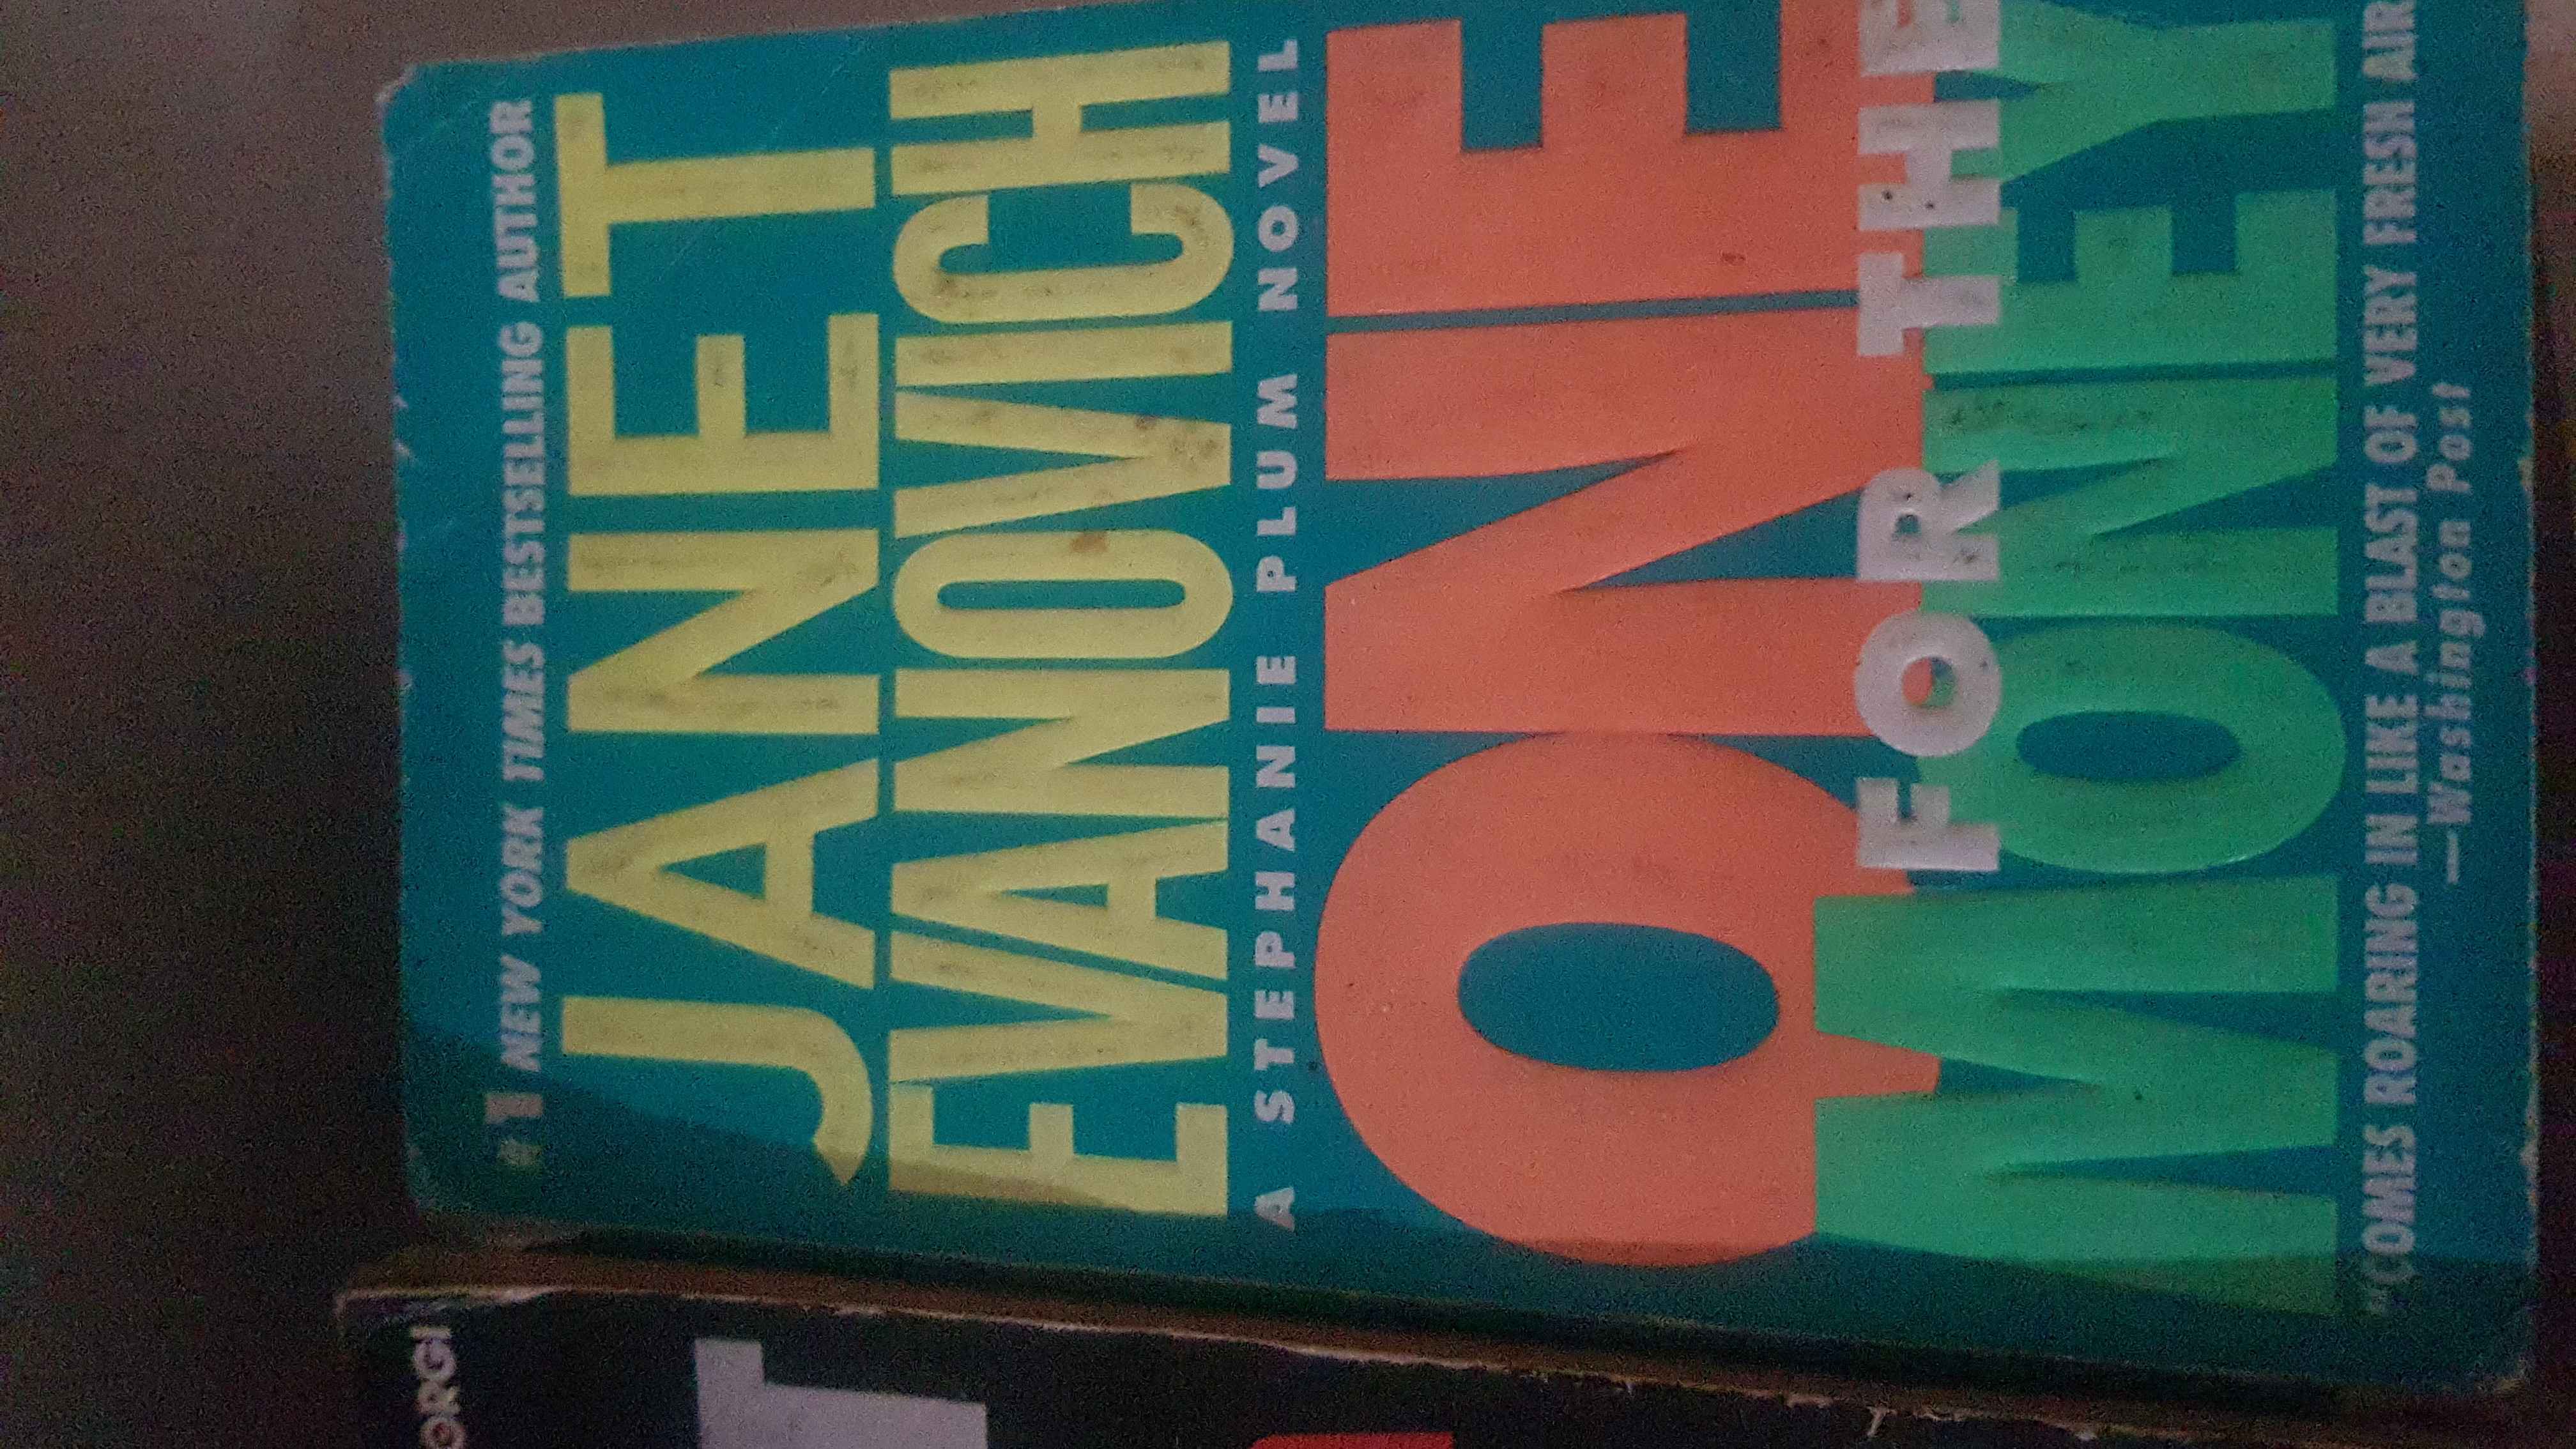 #1 NEW YORK TIMES BESTSELLING AUTHOR
JANET
EVANOVICH
A STEPHANIE PLUM NOVEL
ONE
FOR THE
MONEY
"COMES ROARING IN LIKE A BLAST OF VERY FRESH AIR
—Washington Post
ORGI
T